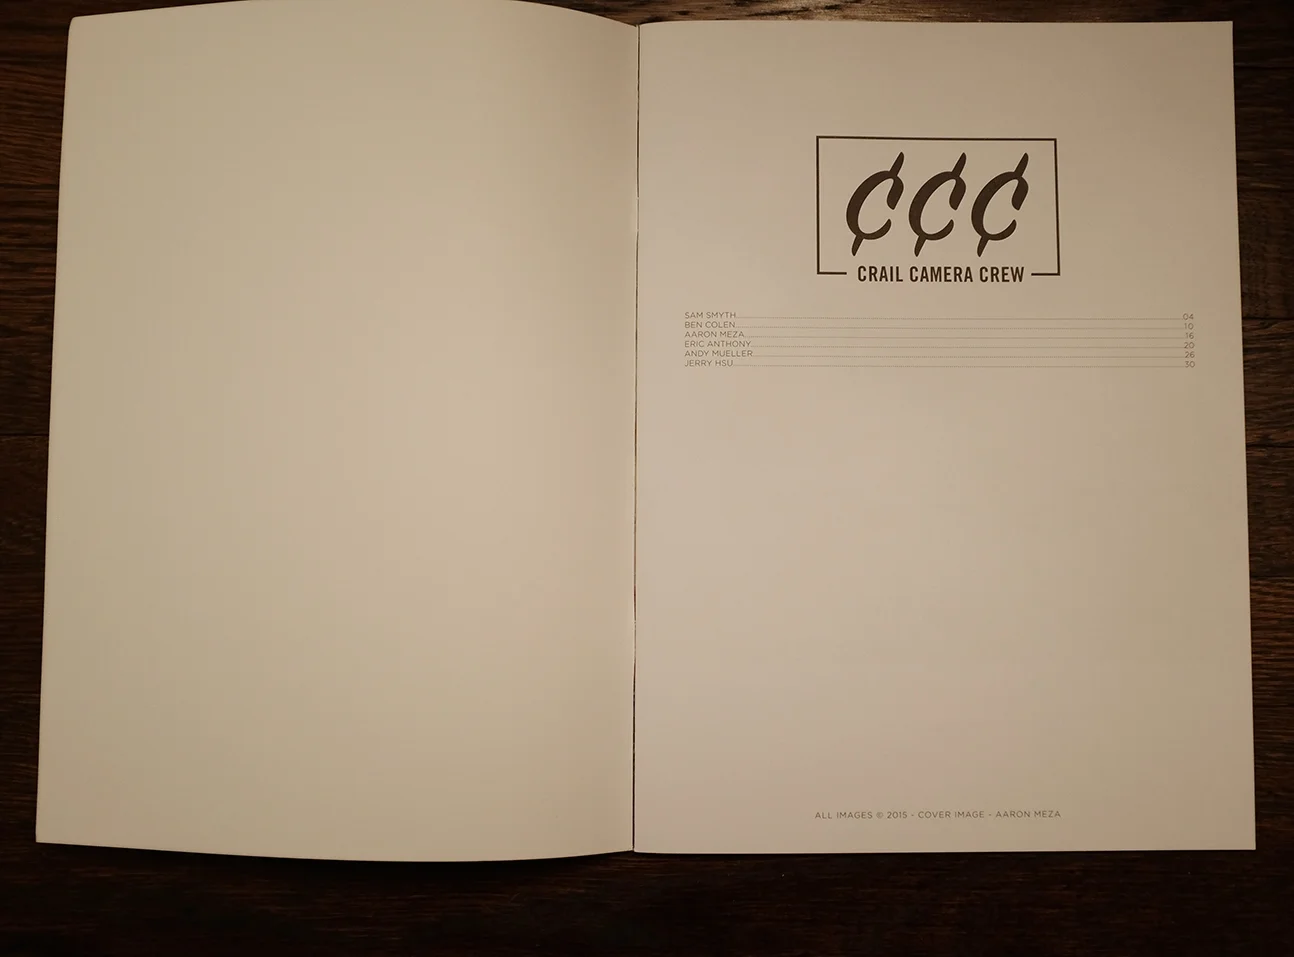 ¢¢¢
CRAIL CAMERA CREW
SAM SMYTH 04
BEN COLEN 10
AARON MEZA 16
ERIC ANTHONY 20
ANDY MUELLER 26
JERRY HSU 30
ALL IMAGES © 2015 - COVER IMAGE - AARON MEZA